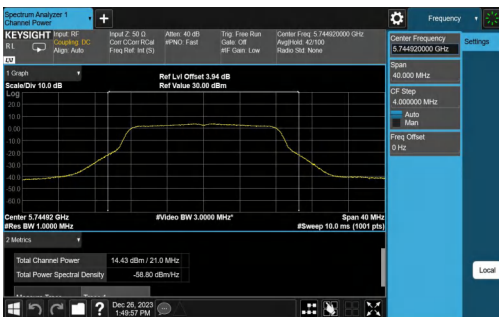 Spectrum Analyzer 1
Channel Power
Frequency
KEYSIGHT
Input: RF
Input Z: 50 Ω
Atten: 40 dB
Trig: Free Run
Center Freq: 5.744920000 GHz
RL
Coupling: DC
Corr CCorr RCal
#PNO: Fast
Gate: Off
Avg|Hold: 42/100
Align: Auto
Freq Ref: Int (S)
#IF Gain: Low
Radio Std: None
Center Frequency
5.744920000 GHz
Settings
Span
40.000 MHz
CF Step
4.000000 MHz
Auto
Man
Freq Offset
0 Hz
1 Graph
Ref Lvl Offset 3.94 dB
Scale/Div 10.0 dB
Ref Value 30.00 dBm
Log
20.0
10.0
0.00
-10.0
-20.0
-30.0
-40.0
-50.0
-60.0
Center 5.74492 GHz
#Video BW 3.0000 MHz*
Span 40 MHz
#Res BW 1.0000 MHz
#Sweep 10.0 ms (1001 pts)
2 Metrics
Total Channel Power
14.43 dBm / 21.0 MHz
Total Power Spectral Density
-58.80 dBm/Hz
Local
?
Dec 26, 2023
1:49:57 PM